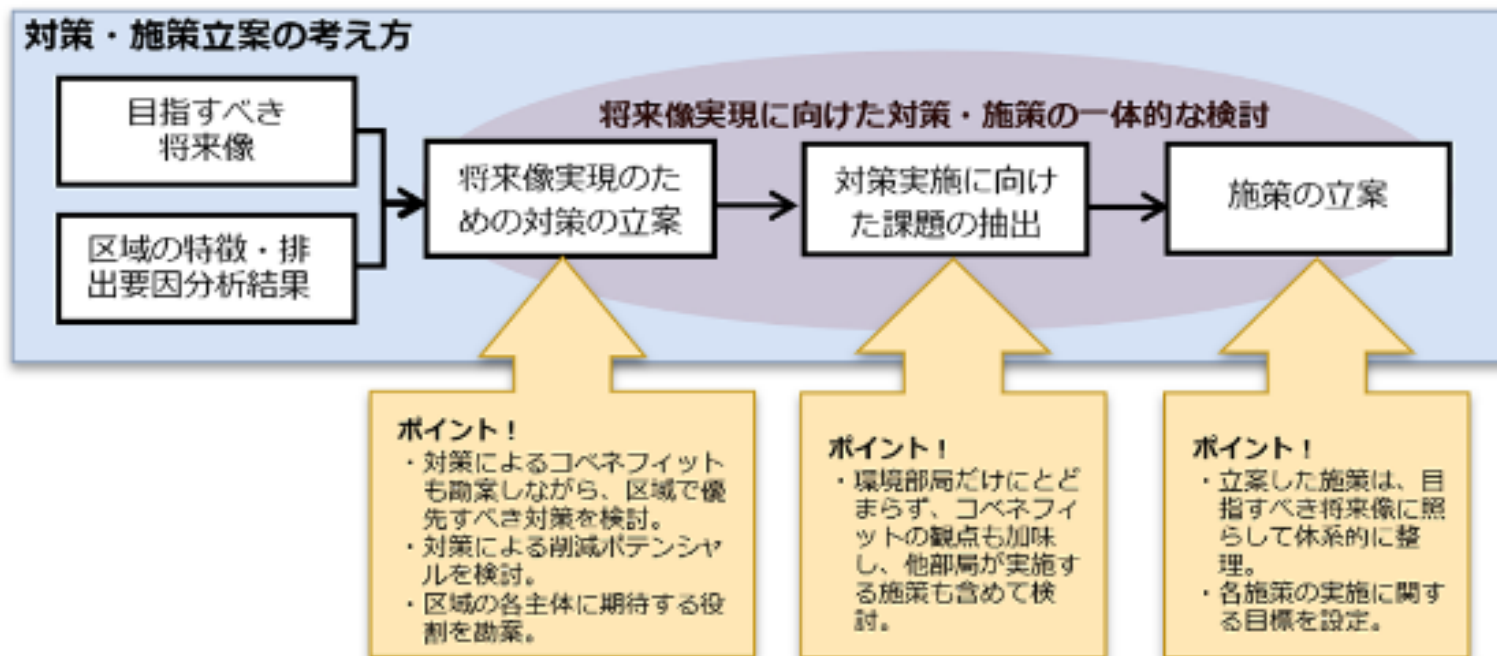 対策・施策立案の考え方
目指すべき
将来像
区域の特徴・排
出要因分析結果
将来像実現に向けた対策・施策の一体的な検討
将来像実現のた
めの対策の立案
対策実施に向け
た課題の抽出
施策の立案
ポイント！
・対策によるコベネフィット
も勘案しながら、区域で優
先すべき対策を検討。
・対策による削減ポテンシャ
ルを検討。
・区域の各主体に期待する役
割を勘案。
ポイント！
・環境部局だけにとど
まらず、コベネフィ
ットの観点も加味
し、他部局が実施す
る施策も含めて検
討。
ポイント！
・立案した施策は、目
指すべき将来像に照
らして体系的に整
理。
・各施策の実施に関す
る目標を設定。